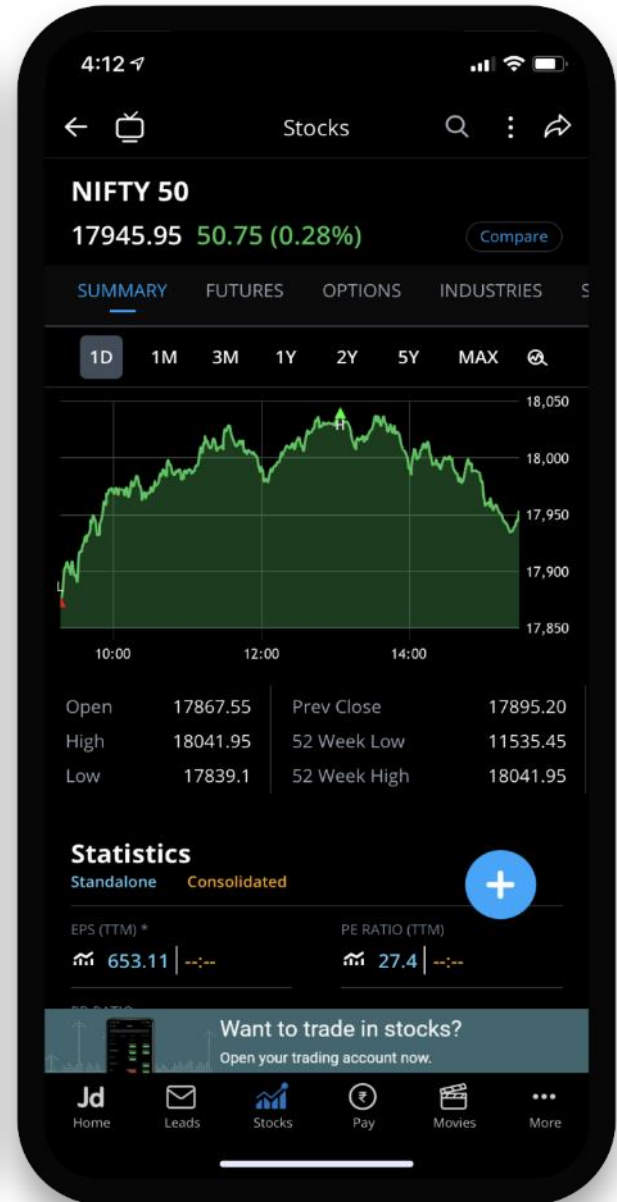 4:12
Stocks
NIFTY 50
17945.95 50.75 (0.28%)
Compare
SUMMARY FUTURES OPTIONS INDUSTRIES S
1D 1M 3M 1Y 2Y 5Y MAX
H
L
18,050
18,000
17,950
17,900
17,850
10:00 12:00 14:00
Open 17867.55 Prev Close 17895.20
High 18041.95 52 Week Low 11535.45
Low 17839.1 52 Week High 18041.95
Statistics
Standalone Consolidated
EPS (TTM) * PE RATIO (TTM)
653.11 --:-- 27.4 --:--
Want to trade in stocks?
Open your trading account now.
Jd
Home Leads Stocks Pay Movies More